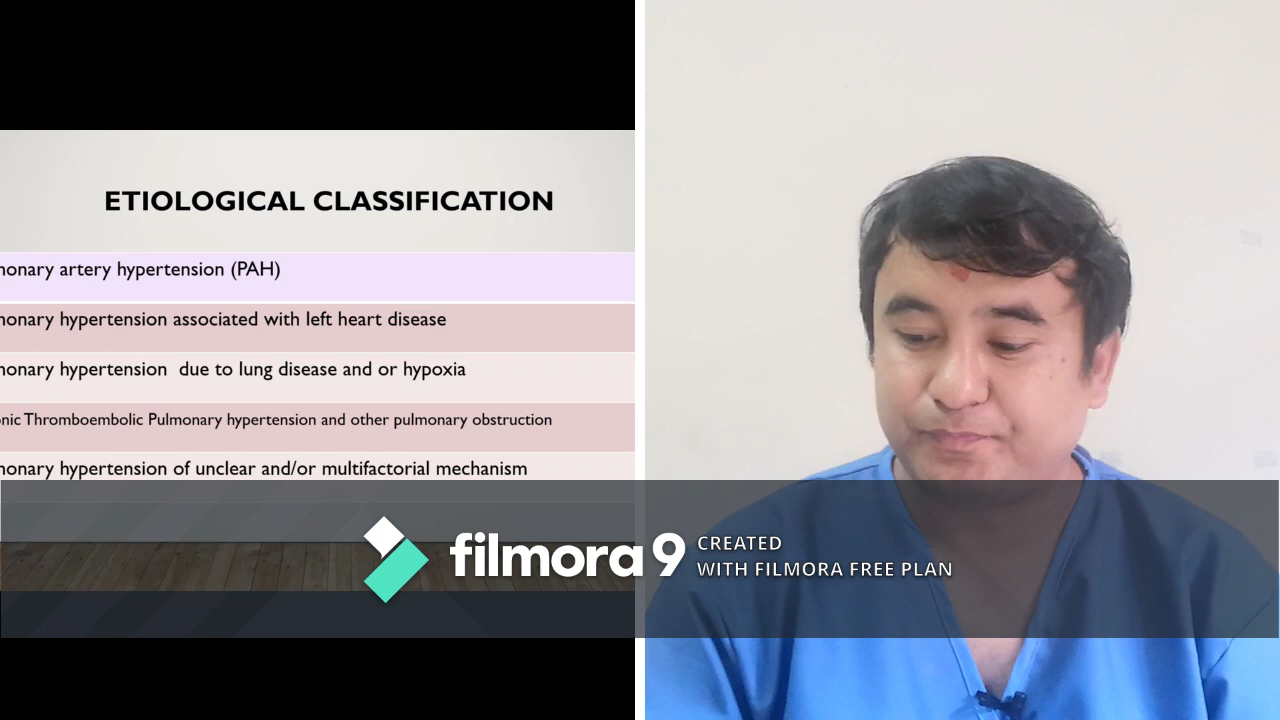 ETIOLOGICAL CLASSIFICATION
monary artery hypertension (PAH)
monary hypertension associated with left heart disease
monary hypertension  due to lung disease and or hypoxia
onic Thromboembolic Pulmonary hypertension and other pulmonary obstruction
monary hypertension of unclear and/or multifactorial mechanism
filmora9
CREATED
WITH FILMORA FREE PLAN